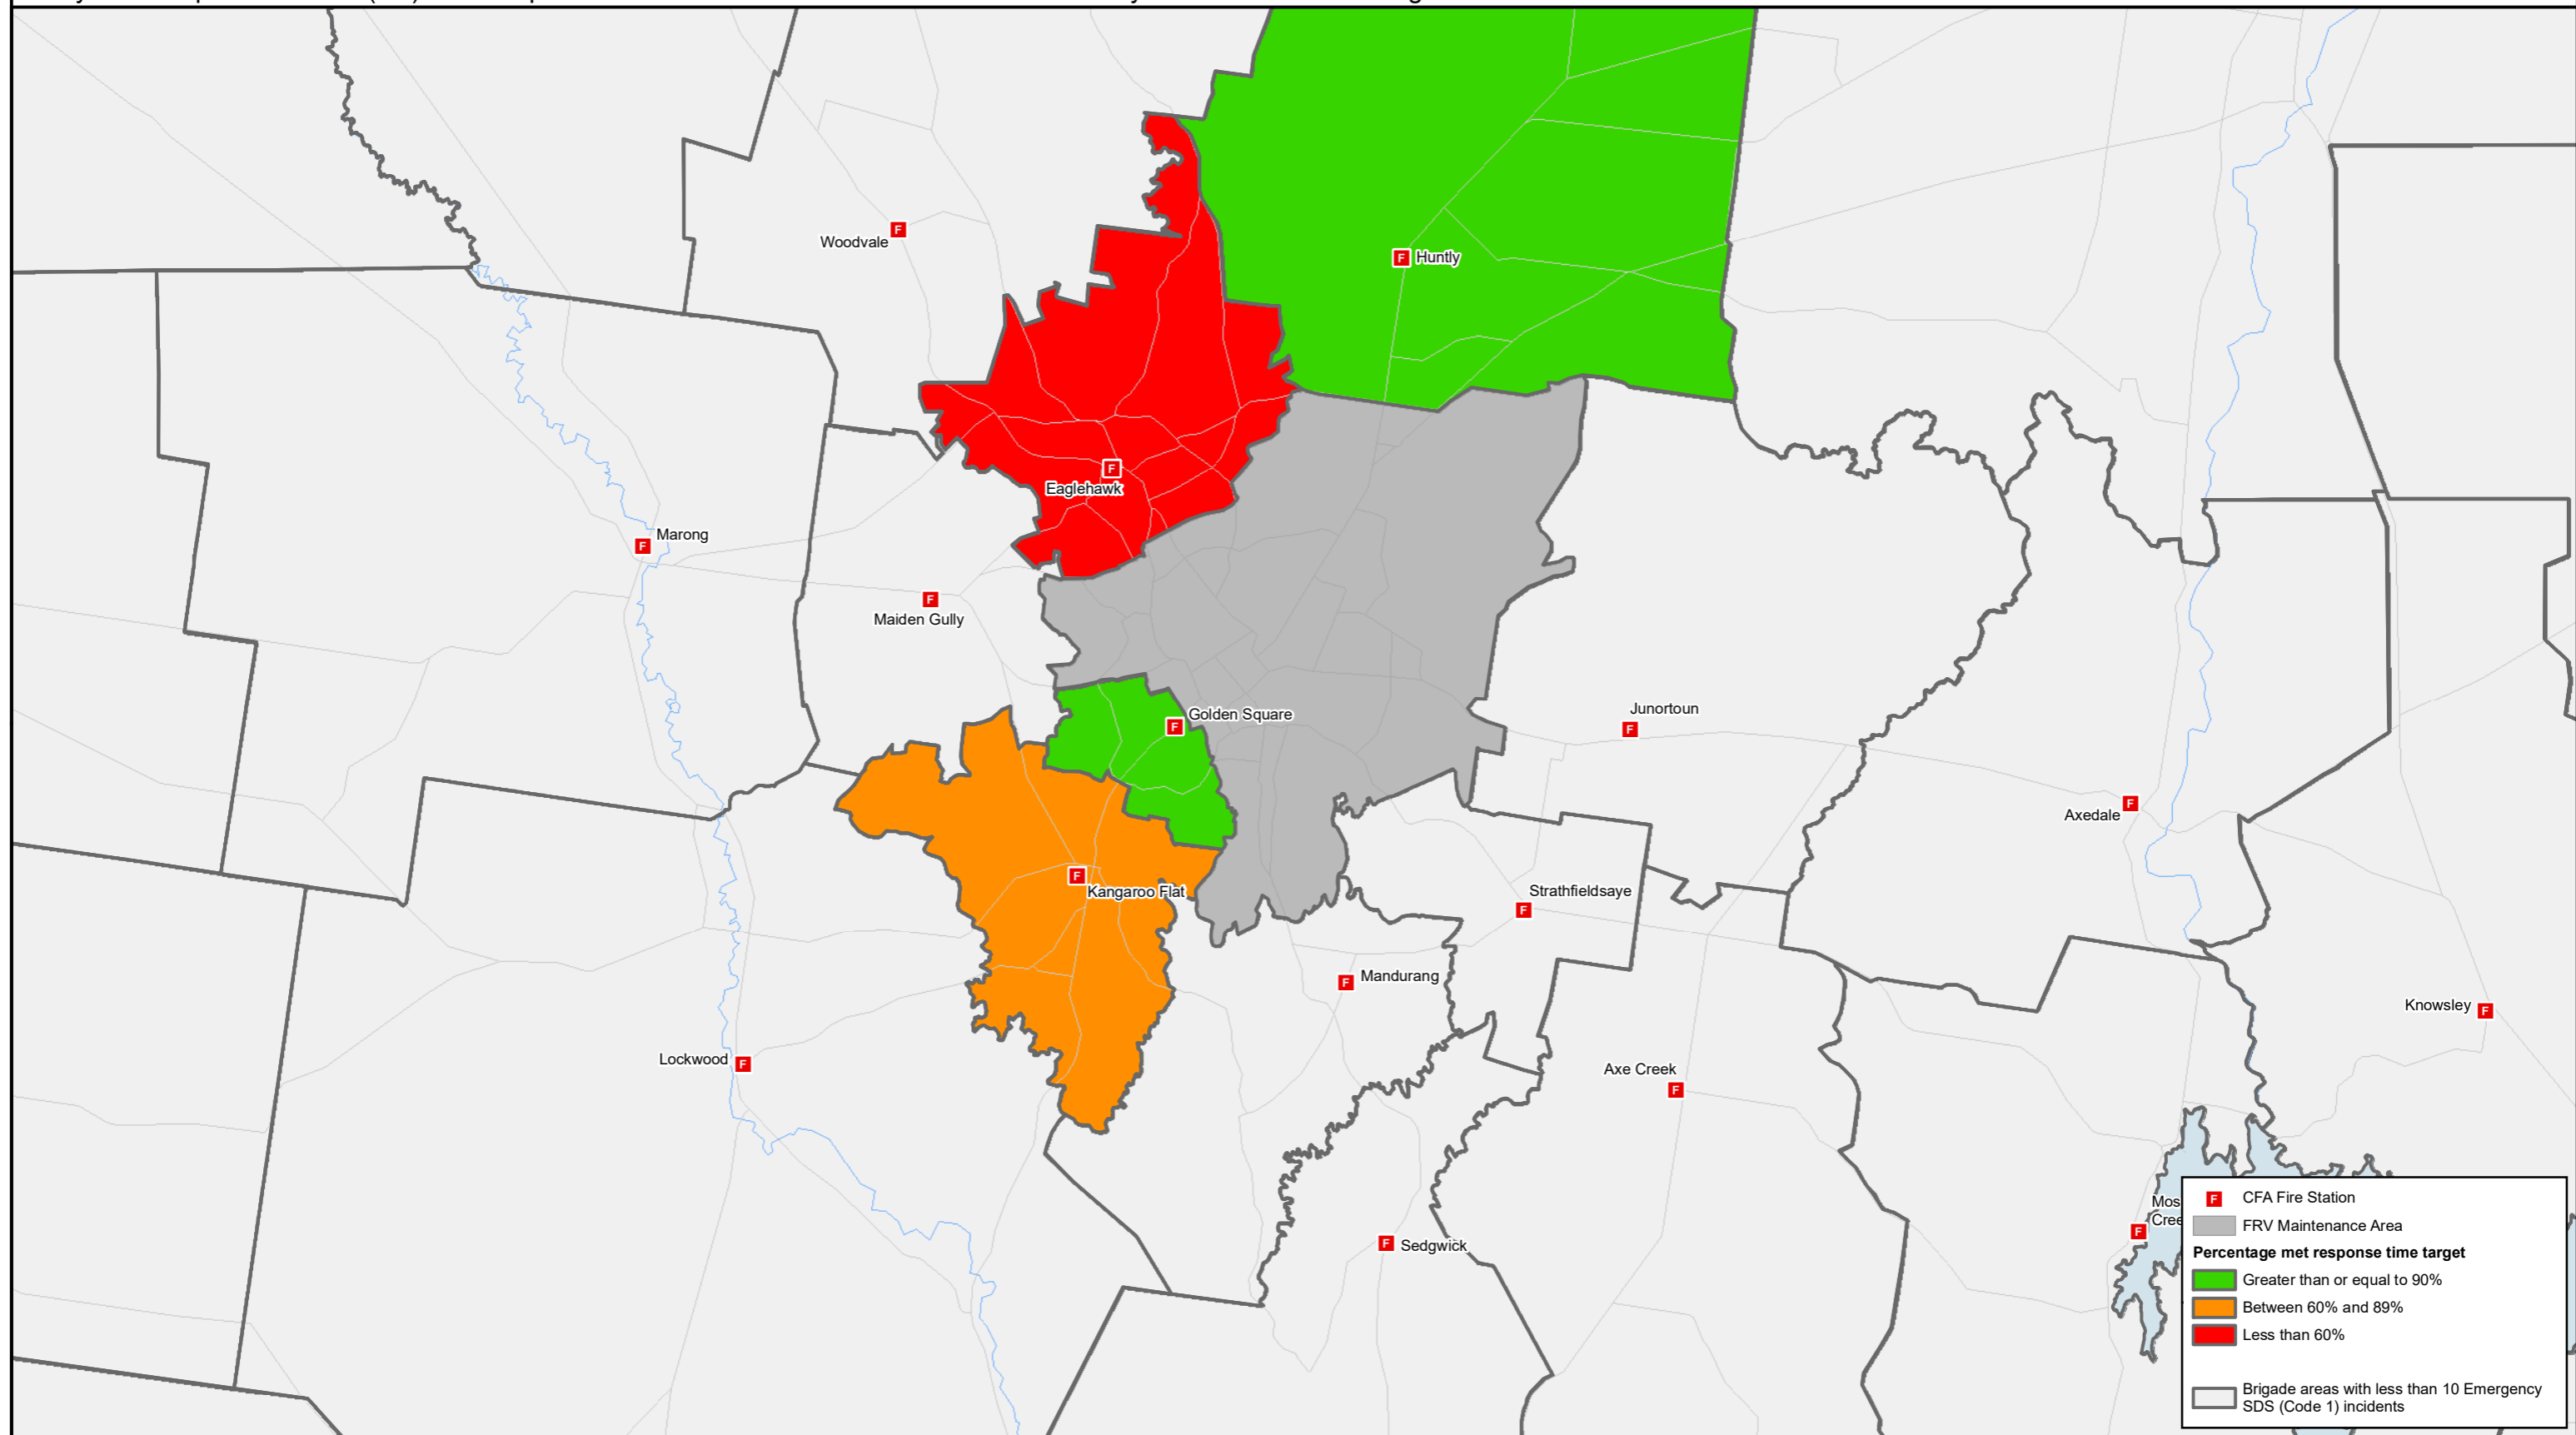 Woodvale
Huntly
Eaglehawk
Marong
Maiden Gully
Golden Square
Junortoun
Axedale
Kangaroo Flat
Strathfieldsaye
Mandurang
Knowsley
Lockwood
Axe Creek
Sedgwick
CFA Fire Station
FRV Maintenance Area
Percentage met response time target
Greater than or equal to 90%
Between 60% and 89%
Less than 60%
Brigade areas with less than 10 Emergency
SDS (Code 1) incidents